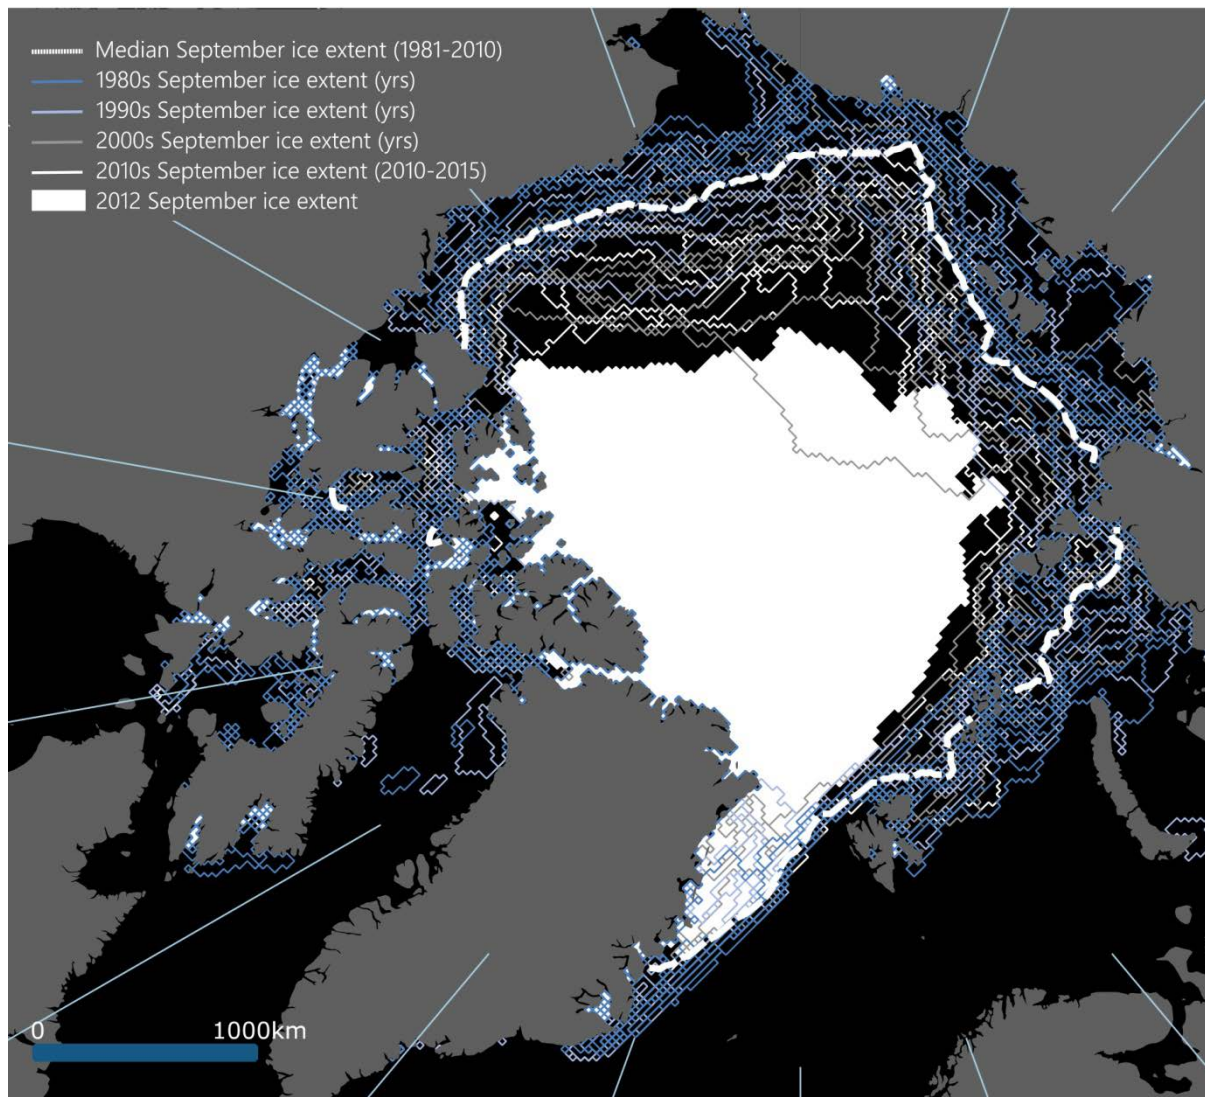 Median September ice extent (1981-2010)
1980s September ice extent (yrs)
1990s September ice extent (yrs)
2000s September ice extent (yrs)
2010s September ice extent (2010-2015)
2012 September ice extent
0 1000km